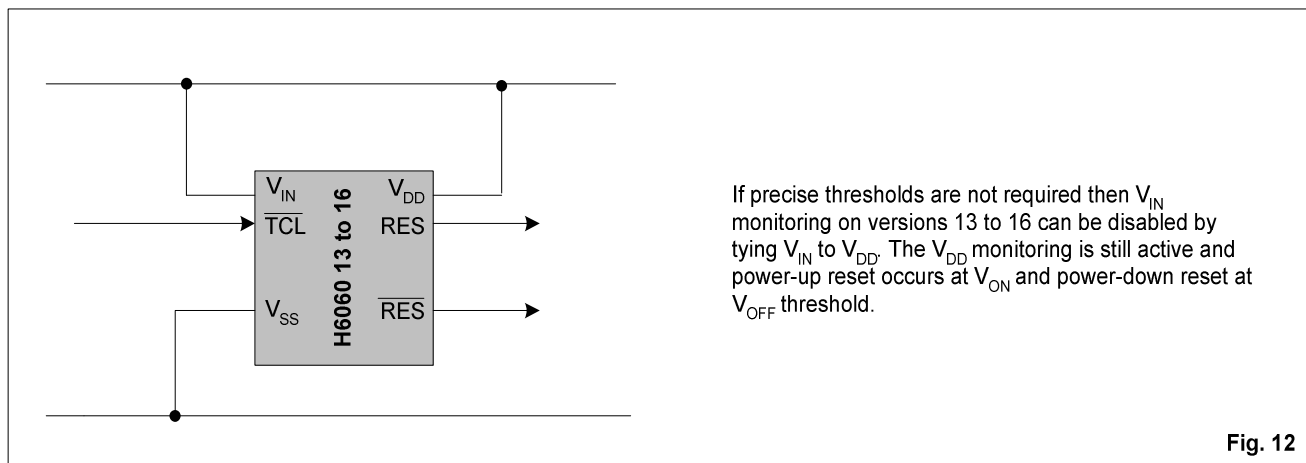 V_IN
V_DD
T̅C̅L̅
RES
V_SS
R̅E̅S̅
H6060 13 to 16
If precise thresholds are not required then V_IN
monitoring on versions 13 to 16 can be disabled by
tying V_IN to V_DD. The V_DD monitoring is still active and
power-up reset occurs at V_ON and power-down reset at
V_OFF threshold.
Fig. 12